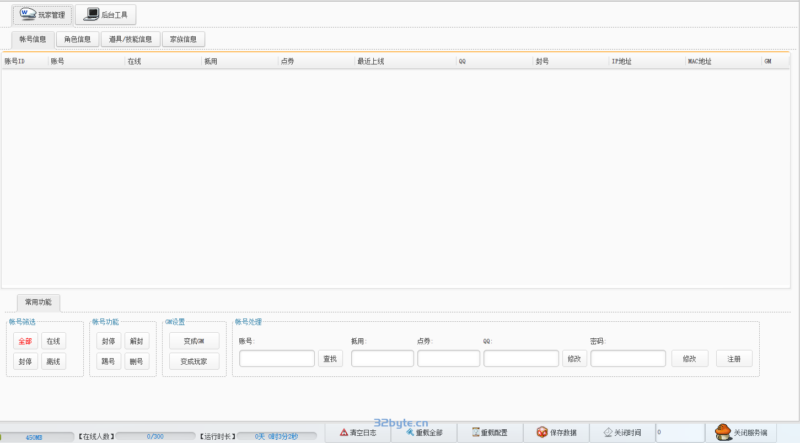 玩家管理 后台工具
帐号信息 角色信息 道具/技能信息 家族信息
账号ID 账号 在线 抵用 点券 最近上线 QQ 封号 IP地址 MAC地址 GM
常用功能
帐号筛选 帐号功能 GM设置 帐号处理
全部 在线 封停 解封 变成GM 账号: 抵用: 点券: QQ: 密码:
封停 离线 踢号 删号 变成玩家 查找 修改 修改 注册
32byte.cn
450MB 【在线人数】 0/300 【运行时长】 0天 0时3分2秒 清空日志 重载全部 重载配置 保存数据 关闭时间 0 关闭服务端